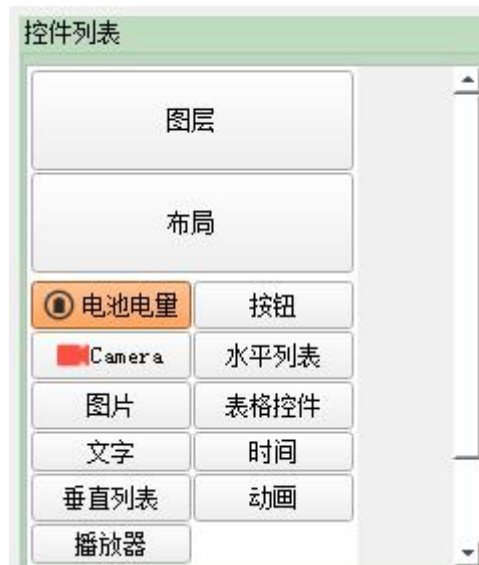 控件列表
图层
布局
电池电量 按钮
Camera 水平列表
图片 表格控件
文字 时间
垂直列表 动画
播放器